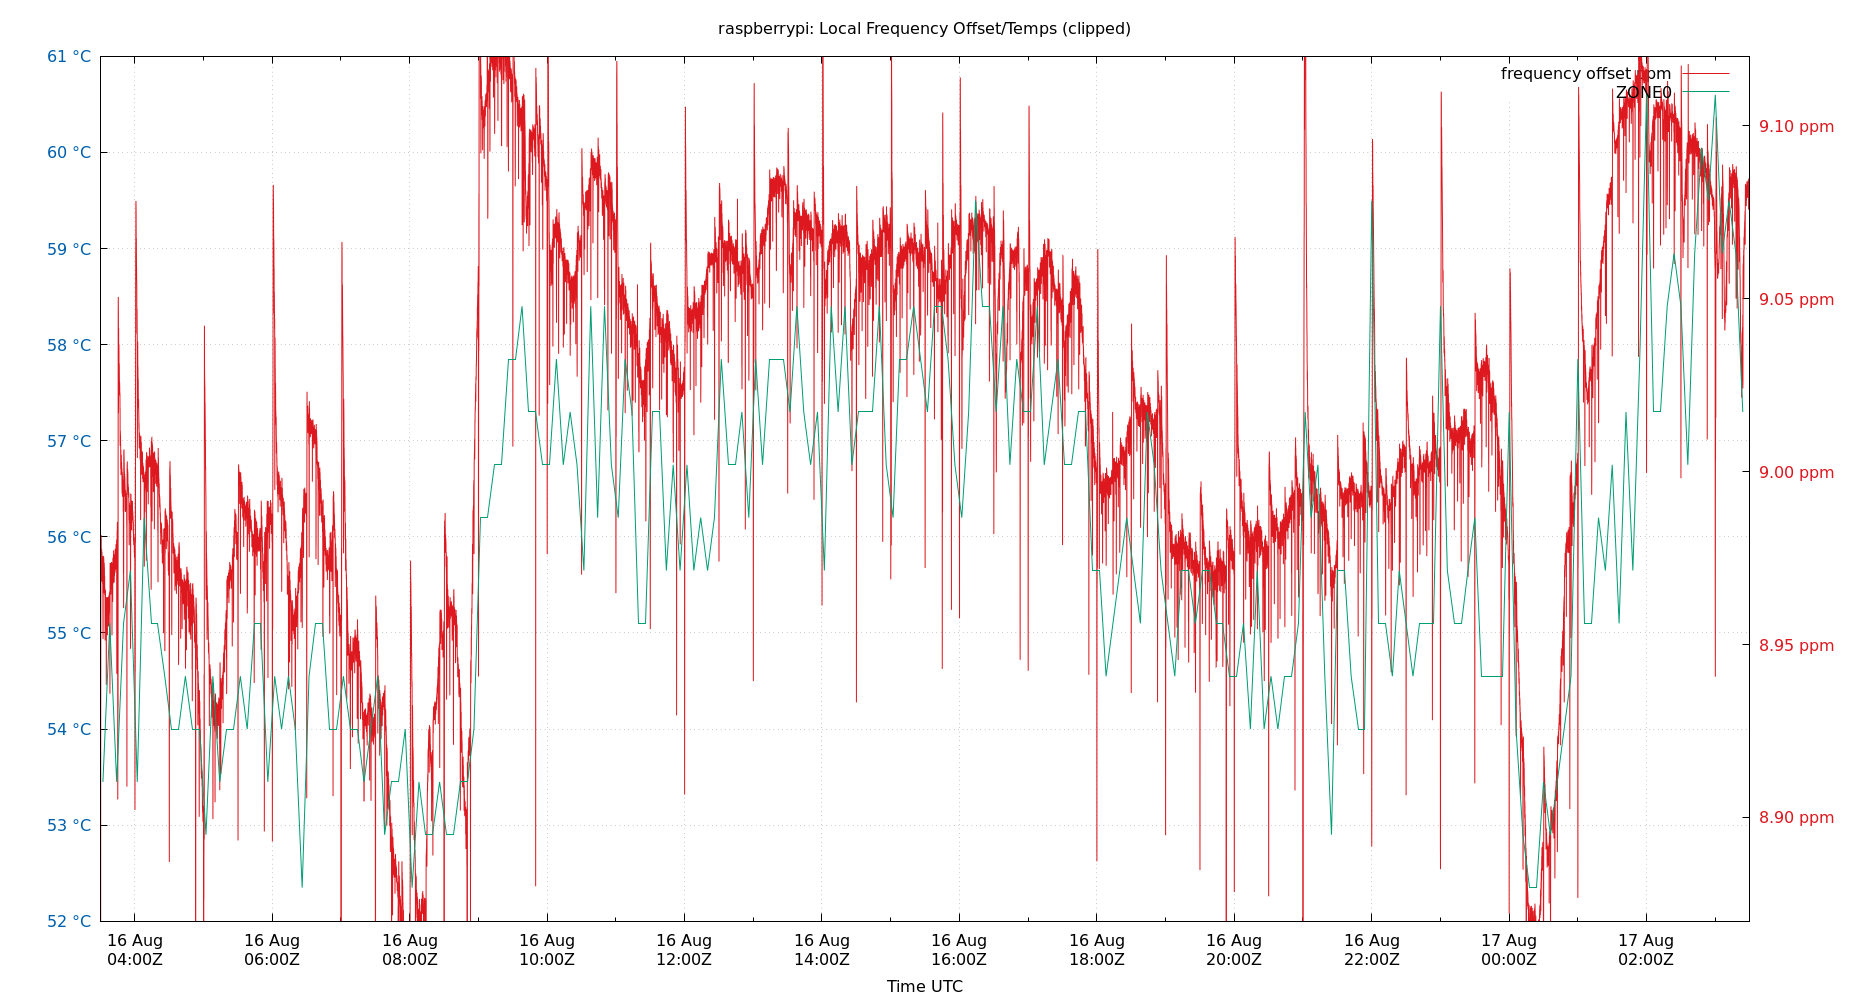 raspberrypi: Local Frequency Offset/Temps (clipped)
61 °C
60 °C
59 °C
58 °C
57 °C
56 °C
55 °C
54 °C
53 °C
52 °C
frequency offset ppm
ZONE0
9.10 ppm
9.05 ppm
9.00 ppm
8.95 ppm
8.90 ppm
16 Aug 16 Aug 16 Aug 16 Aug 16 Aug 16 Aug 16 Aug 16 Aug 16 Aug 16 Aug 17 Aug 17 Aug
04:00Z 06:00Z 08:00Z 10:00Z 12:00Z 14:00Z 16:00Z 18:00Z 20:00Z 22:00Z 00:00Z 02:00Z
Time UTC